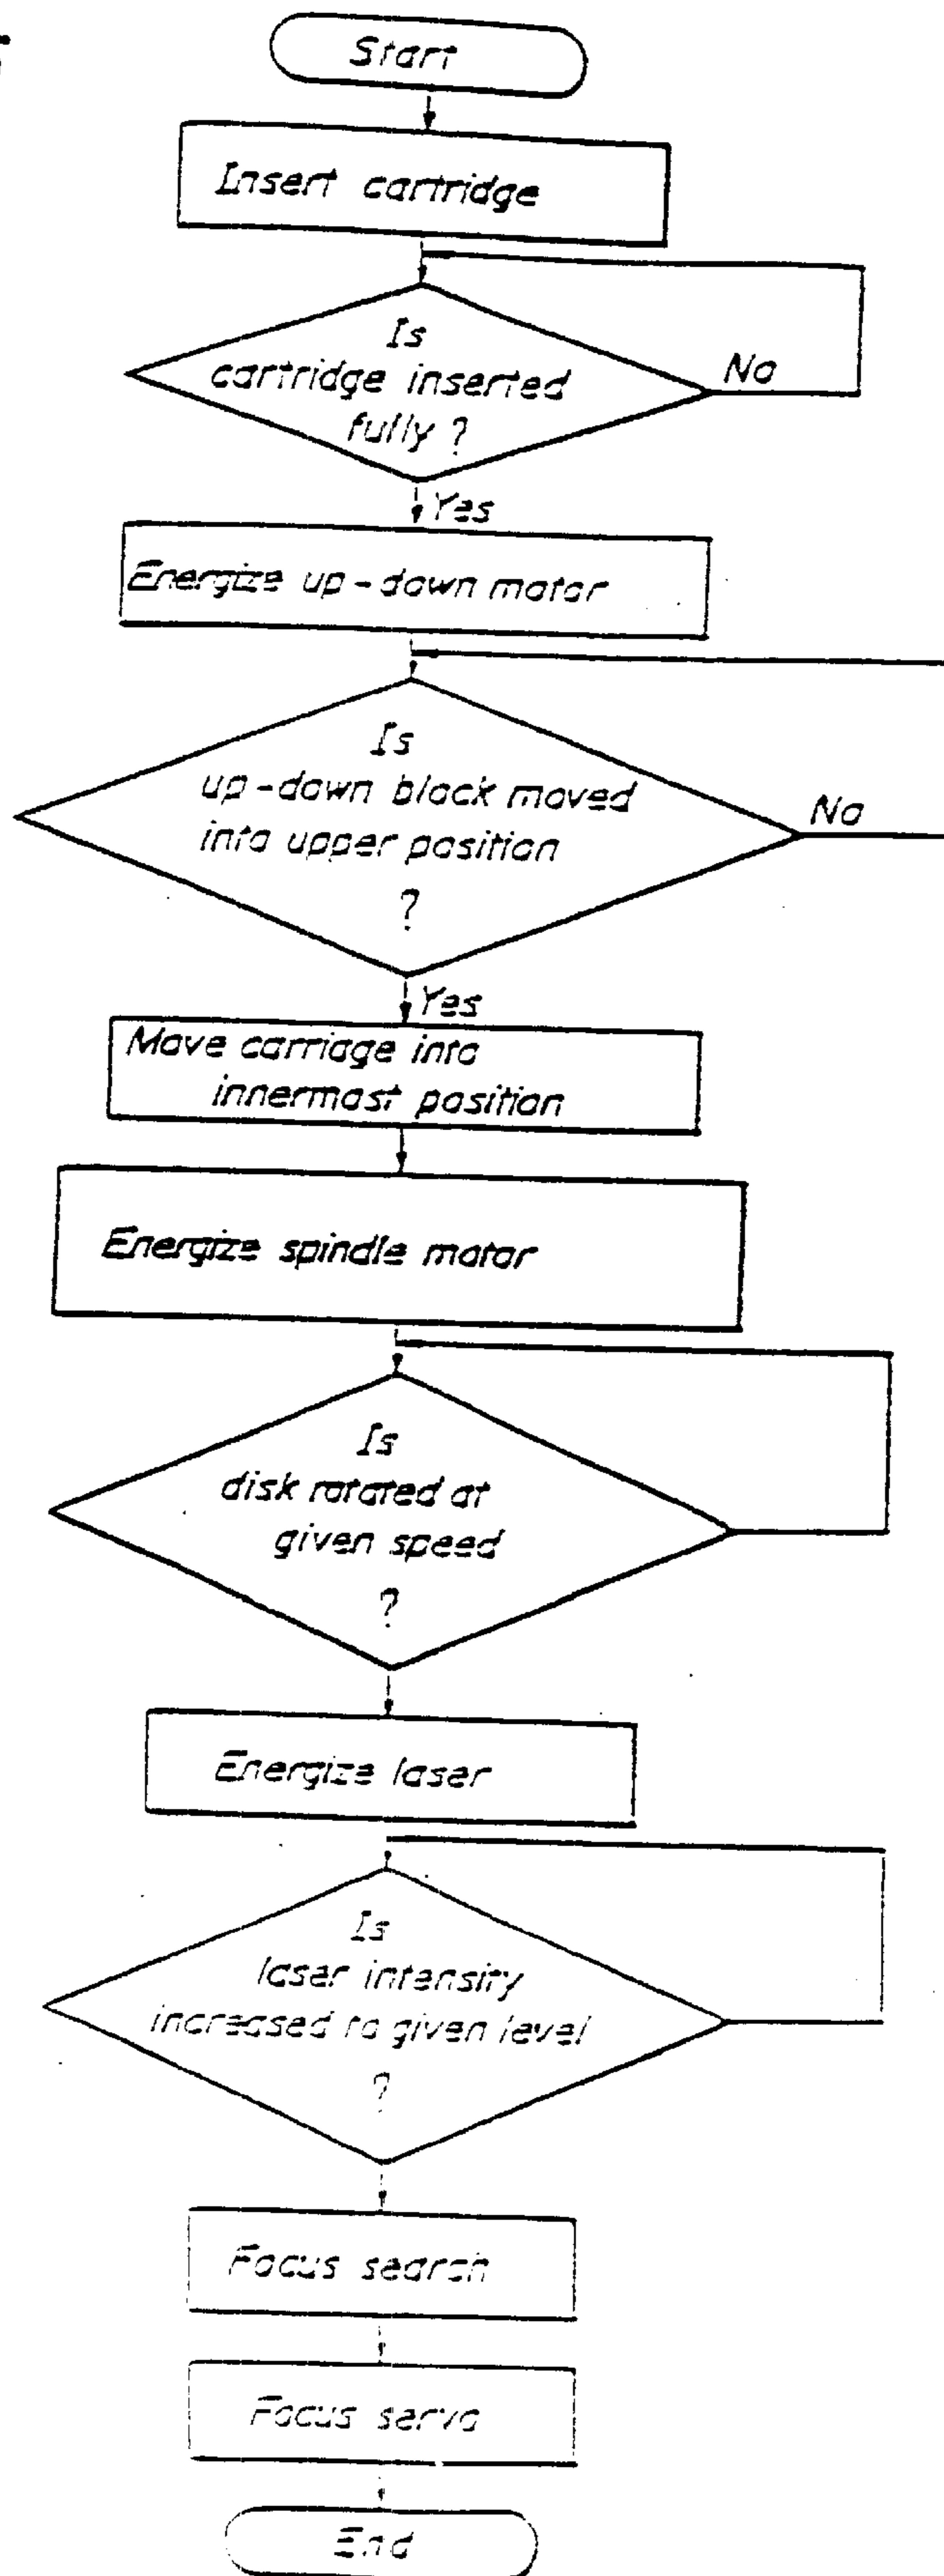 Start
Insert cartridge
Is
cartridge inserted
fully ?
No
Yes
Energize up-down motor
Is
up-down block moved
into upper position
?
No
Yes
Move carriage into
innermost position
Energize spindle motor
Is
disk rotated at
given speed
?
Energize laser
Is
laser intensity
increased to given level
?
Focus search
Focus servo
End